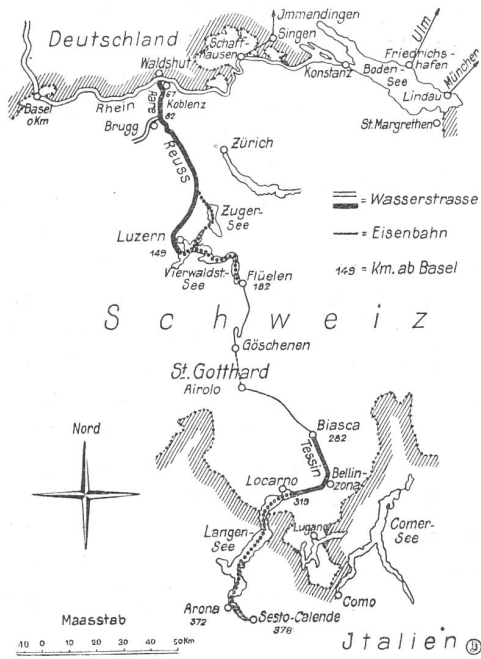 Jmmendingen
Singen
Ulm
Deutschland
Schaff-
hausen
Friedrichs-
hafen
München
Waldshut
Konstanz
Boden-
See
Lindau
Basel
0 Km
Rhein
Aare
67
Koblenz
82
St. Margrethen
Brugg
Reuss
Zürich
Zuger-
See
= Wasserstrasse
Luzern
149
= Eisenbahn
Vierwaldst.-
See
Flüelen
182
149 = Km. ab Basel
Schweiz
Göschenen
St. Gotthard
Airolo
Biasca
282
Nord
Tessin
Locarno
Bellin-
zona
319
Langen-
See
Lugano
Comer-
See
Como
Arona
372
Sesto-Calende
378
Maasstab
-10 0 10 20 30 40 50 Km
Jtalien